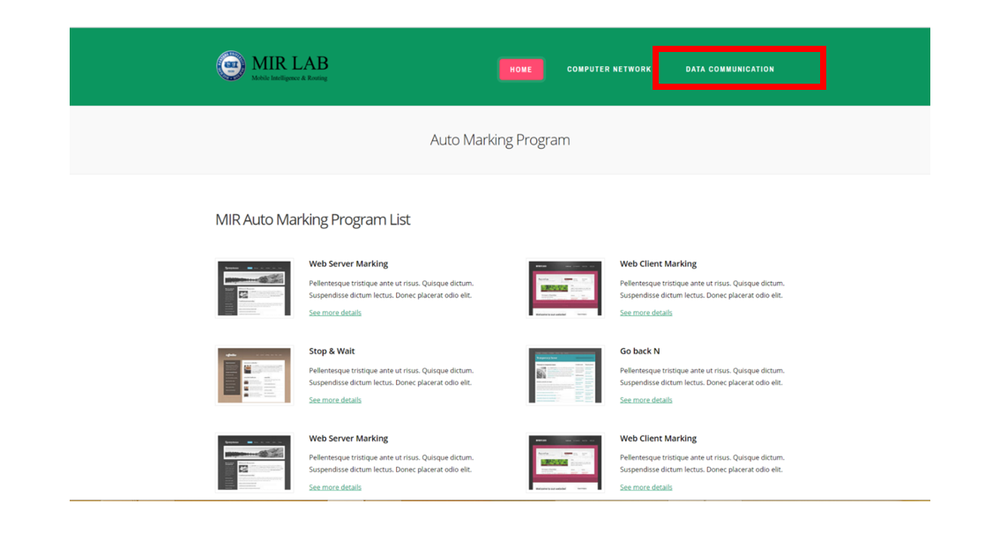 MIR LAB
Mobile Intelligence & Routing
HOME
COMPUTER NETWORK
DATA COMMUNICATION
Auto Marking Program
MIR Auto Marking Program List
Web Server Marking
Pellentesque tristique ante ut risus. Quisque dictum.
Suspendisse dictum lectus. Donec placerat odio elit.
See more details
Web Client Marking
Pellentesque tristique ante ut risus. Quisque dictum.
Suspendisse dictum lectus. Donec placerat odio elit.
See more details
Stop & Wait
Pellentesque tristique ante ut risus. Quisque dictum.
Suspendisse dictum lectus. Donec placerat odio elit.
See more details
Go back N
Pellentesque tristique ante ut risus. Quisque dictum.
Suspendisse dictum lectus. Donec placerat odio elit.
See more details
Web Server Marking
Pellentesque tristique ante ut risus. Quisque dictum.
Suspendisse dictum lectus. Donec placerat odio elit.
See more details
Web Client Marking
Pellentesque tristique ante ut risus. Quisque dictum.
Suspendisse dictum lectus. Donec placerat odio elit.
See more details